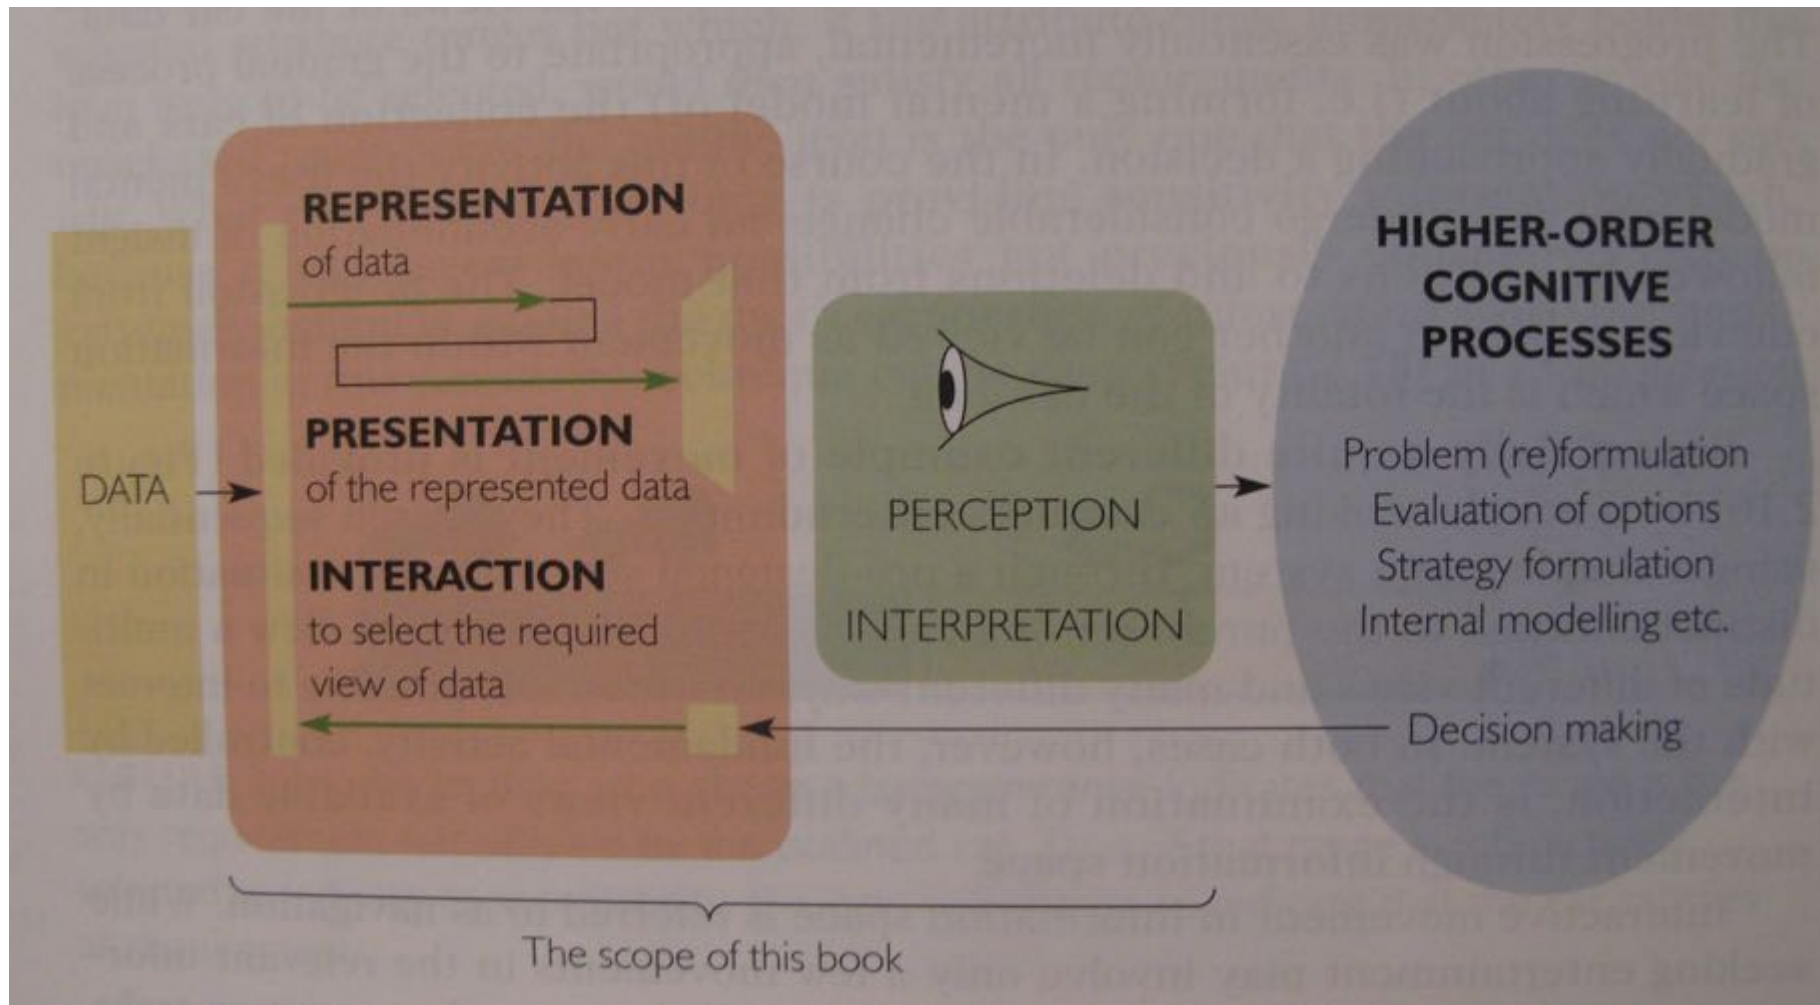 REPRESENTATION
of data
PRESENTATION
of the represented data
INTERACTION
to select the required
view of data
DATA
PERCEPTION
INTERPRETATION
HIGHER-ORDER
COGNITIVE
PROCESSES
Problem (re)formulation
Evaluation of options
Strategy formulation
Internal modelling etc.
Decision making
The scope of this book